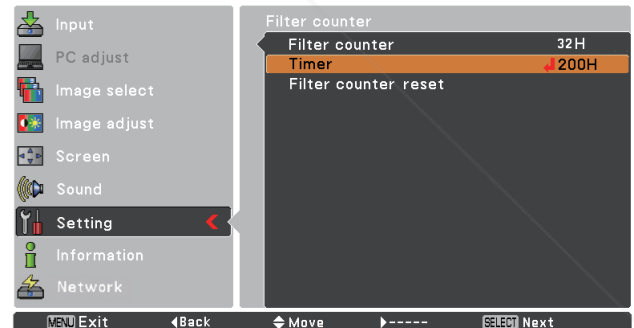 Input
PC adjust
Image select
Image adjust
Screen
Sound
Setting
Information
Network
Filter counter
Filter counter 32H
Timer 200H
Filter counter reset
MENU Exit ◀Back Move ▶----- SELECT Next